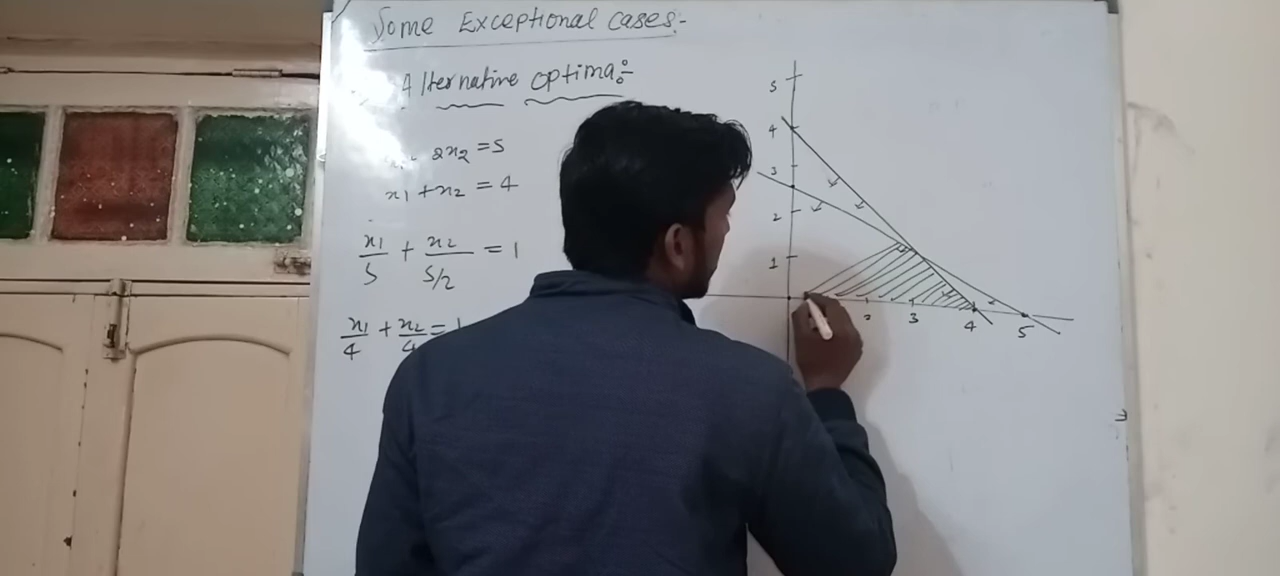 Some Exceptional cases:-
Alternative optima:-
2x₂ = 5
x₁ + x₂ = 4
x₁/5 + x₂/5/2 = 1
x₁/4 + x₂/4 = 1
5
4
3
2
1
2 3 4 5